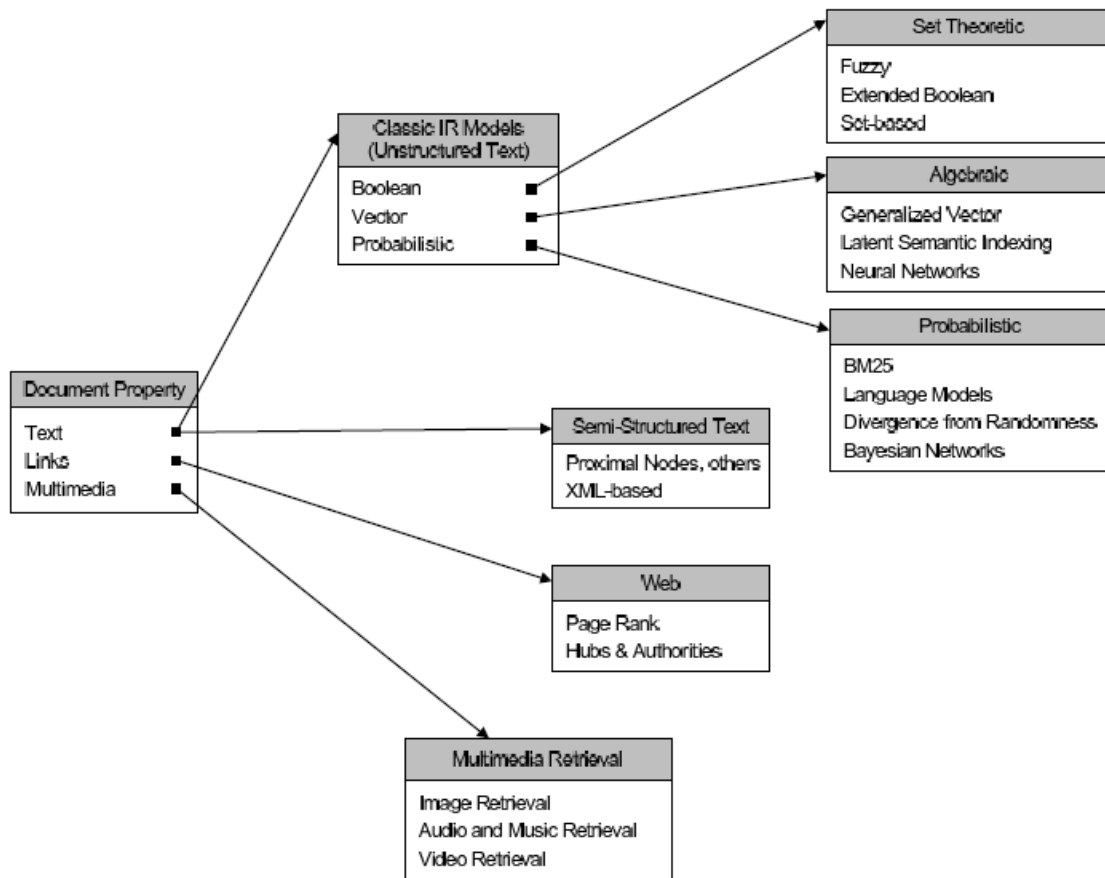 Set Theoretic
Fuzzy
Extended Boolean
Set-based
Classic IR Models
(Unstructured Text)
Boolean
Vector
Probabilistic
Algebraic
Generalized Vector
Latent Semantic Indexing
Neural Networks
Probabilistic
BM25
Language Models
Divergence from Randomness
Bayesian Networks
Document Property
Text
Links
Multimedia
Semi-Structured Text
Proximal Nodes, others
XML-based
Web
Page Rank
Hubs & Authorities
Multimedia Retrieval
Image Retrieval
Audio and Music Retrieval
Video Retrieval